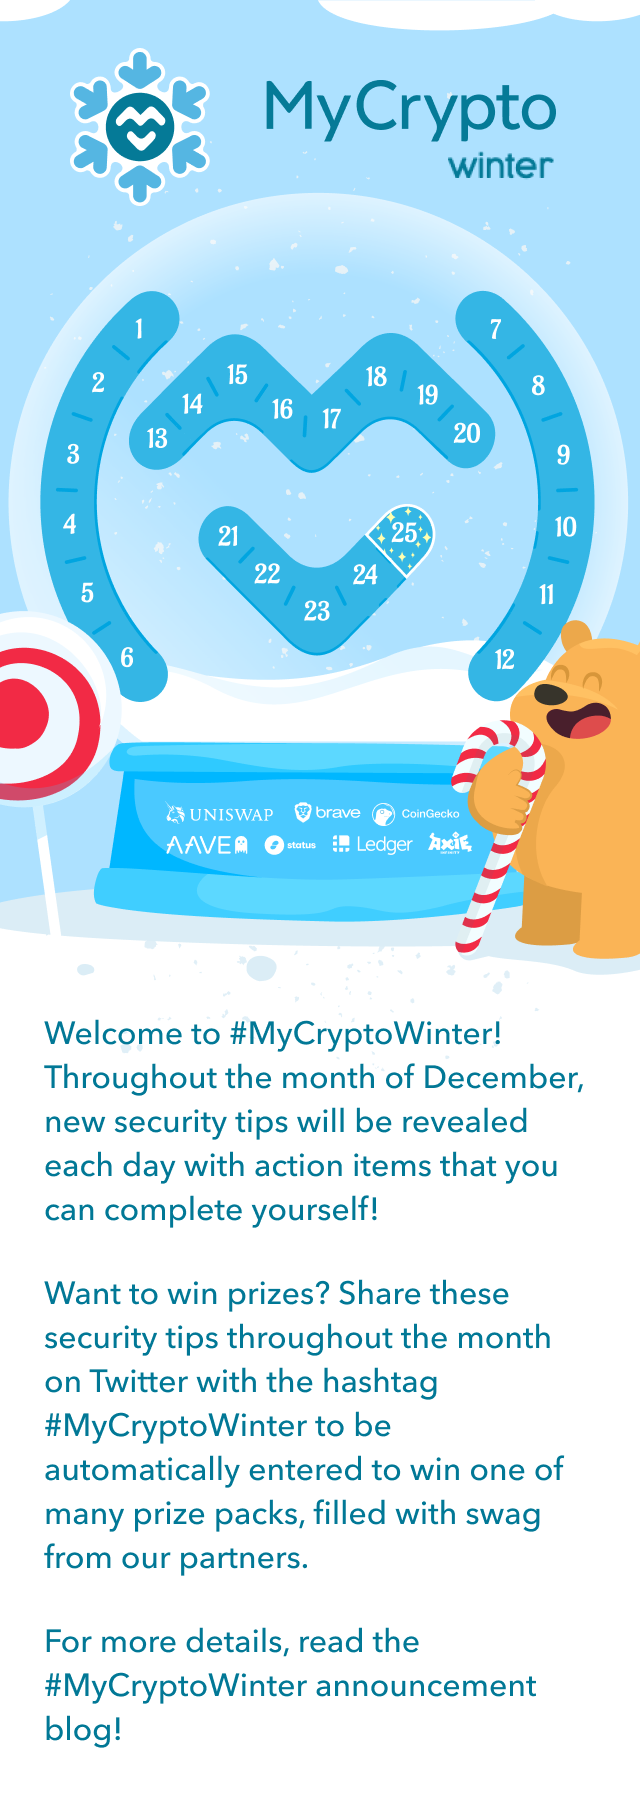 MyCrypto
winter
1
2
3
4
5
6
7
8
9
10
11
12
13
14
15
16
17
18
19
20
21
22
23
24
25
UNISWAP brave CoinGecko
AAVE status Ledger AXIE
INFINITY
Welcome to #MyCryptoWinter!
Throughout the month of December,
new security tips will be revealed
each day with action items that you
can complete yourself!
Want to win prizes? Share these
security tips throughout the month
on Twitter with the hashtag
#MyCryptoWinter to be
automatically entered to win one of
many prize packs, filled with swag
from our partners.
For more details, read the
#MyCryptoWinter announcement
blog!